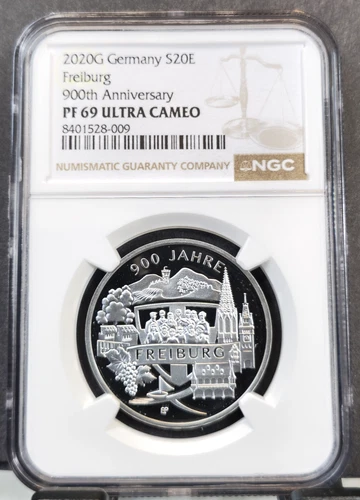 2020G Germany S20E
Freiburg
900th Anniversary
PF 69 ULTRA CAMEO
8401528-009
NUMISMATIC GUARANTY COMPANY NGC
900 JAHRE
FREIBURG